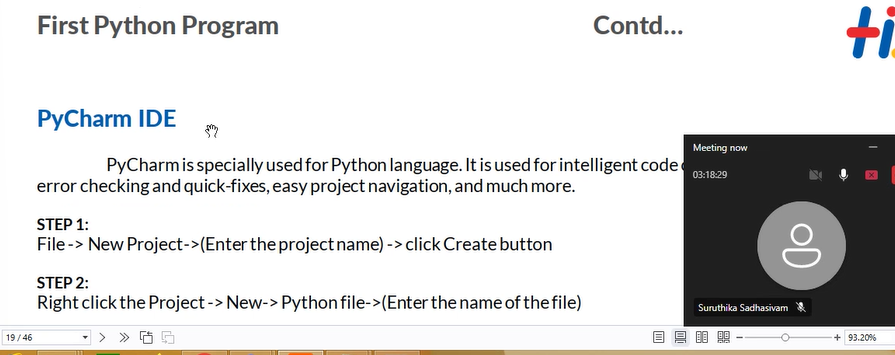 First Python Program Contd...
PyCharm IDE
PyCharm is specially used for Python language. It is used for intelligent code
error checking and quick-fixes, easy project navigation, and much more.
STEP 1:
File -> New Project->(Enter the project name) -> click Create button
STEP 2:
Right click the Project -> New-> Python file->(Enter the name of the file)
Meeting now
03:18:29
Suruthika Sadhasivam
19 / 46
93.20%